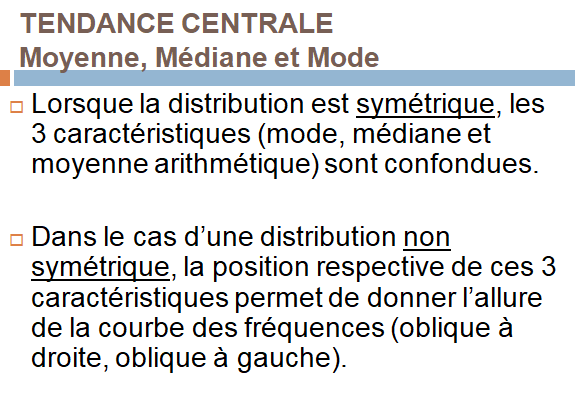 TENDANCE CENTRALE
Moyenne, Médiane et Mode
Lorsque la distribution est symétrique, les
3 caractéristiques (mode, médiane et
moyenne arithmétique) sont confondues.
Dans le cas d’une distribution non
symétrique, la position respective de ces 3
caractéristiques permet de donner l’allure
de la courbe des fréquences (oblique à
droite, oblique à gauche).